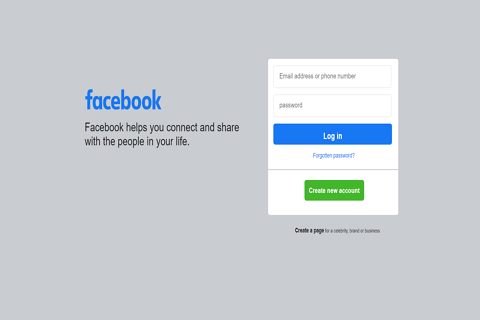 facebook
Facebook helps you connect and share
with the people in your life.
Email address or phone number
password
Log in
Forgotten password?
Create new account
Create a page for a celebrity, brand or business.